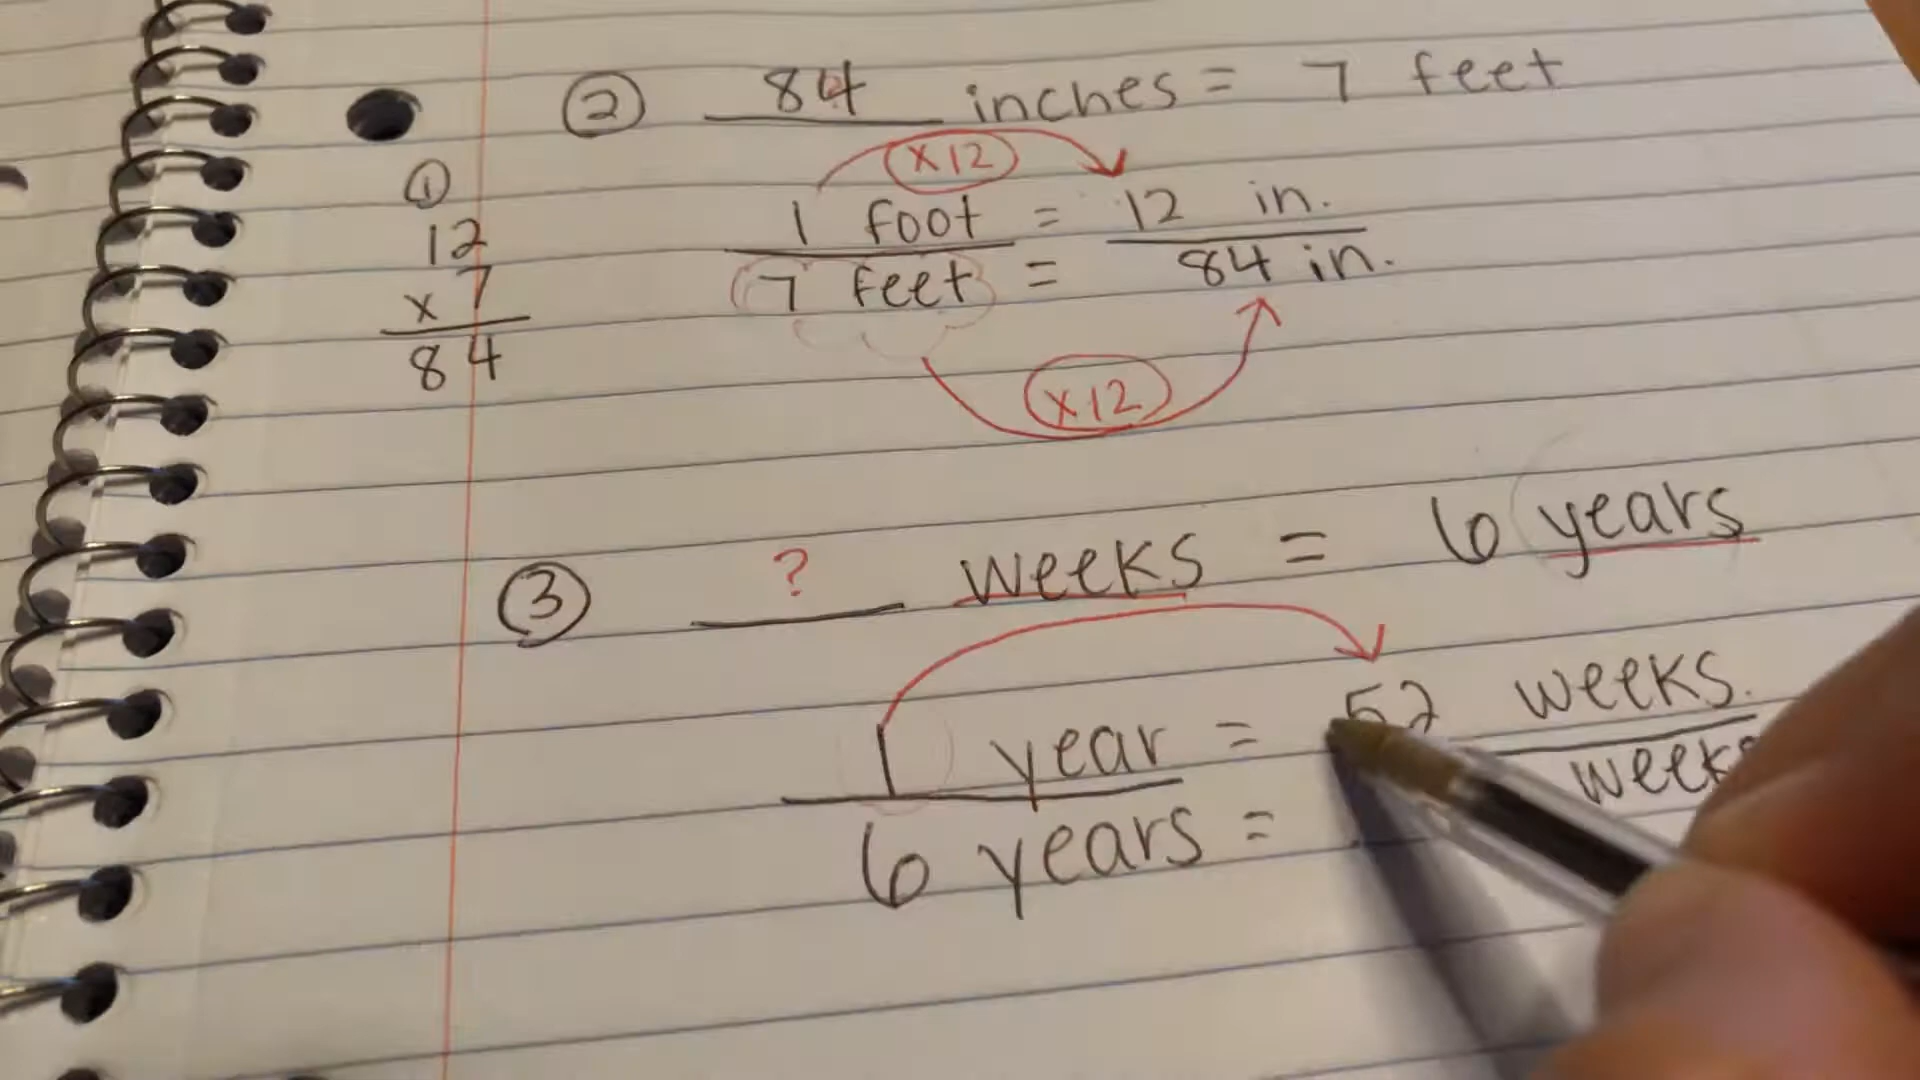 ② 84 inches = 7 feet
x12
1 foot = 12 in.
7 feet = 84 in.
x12
①
12
x 7
84
③ ? weeks = 6 years
1 year = 52 weeks.
6 years = weeks